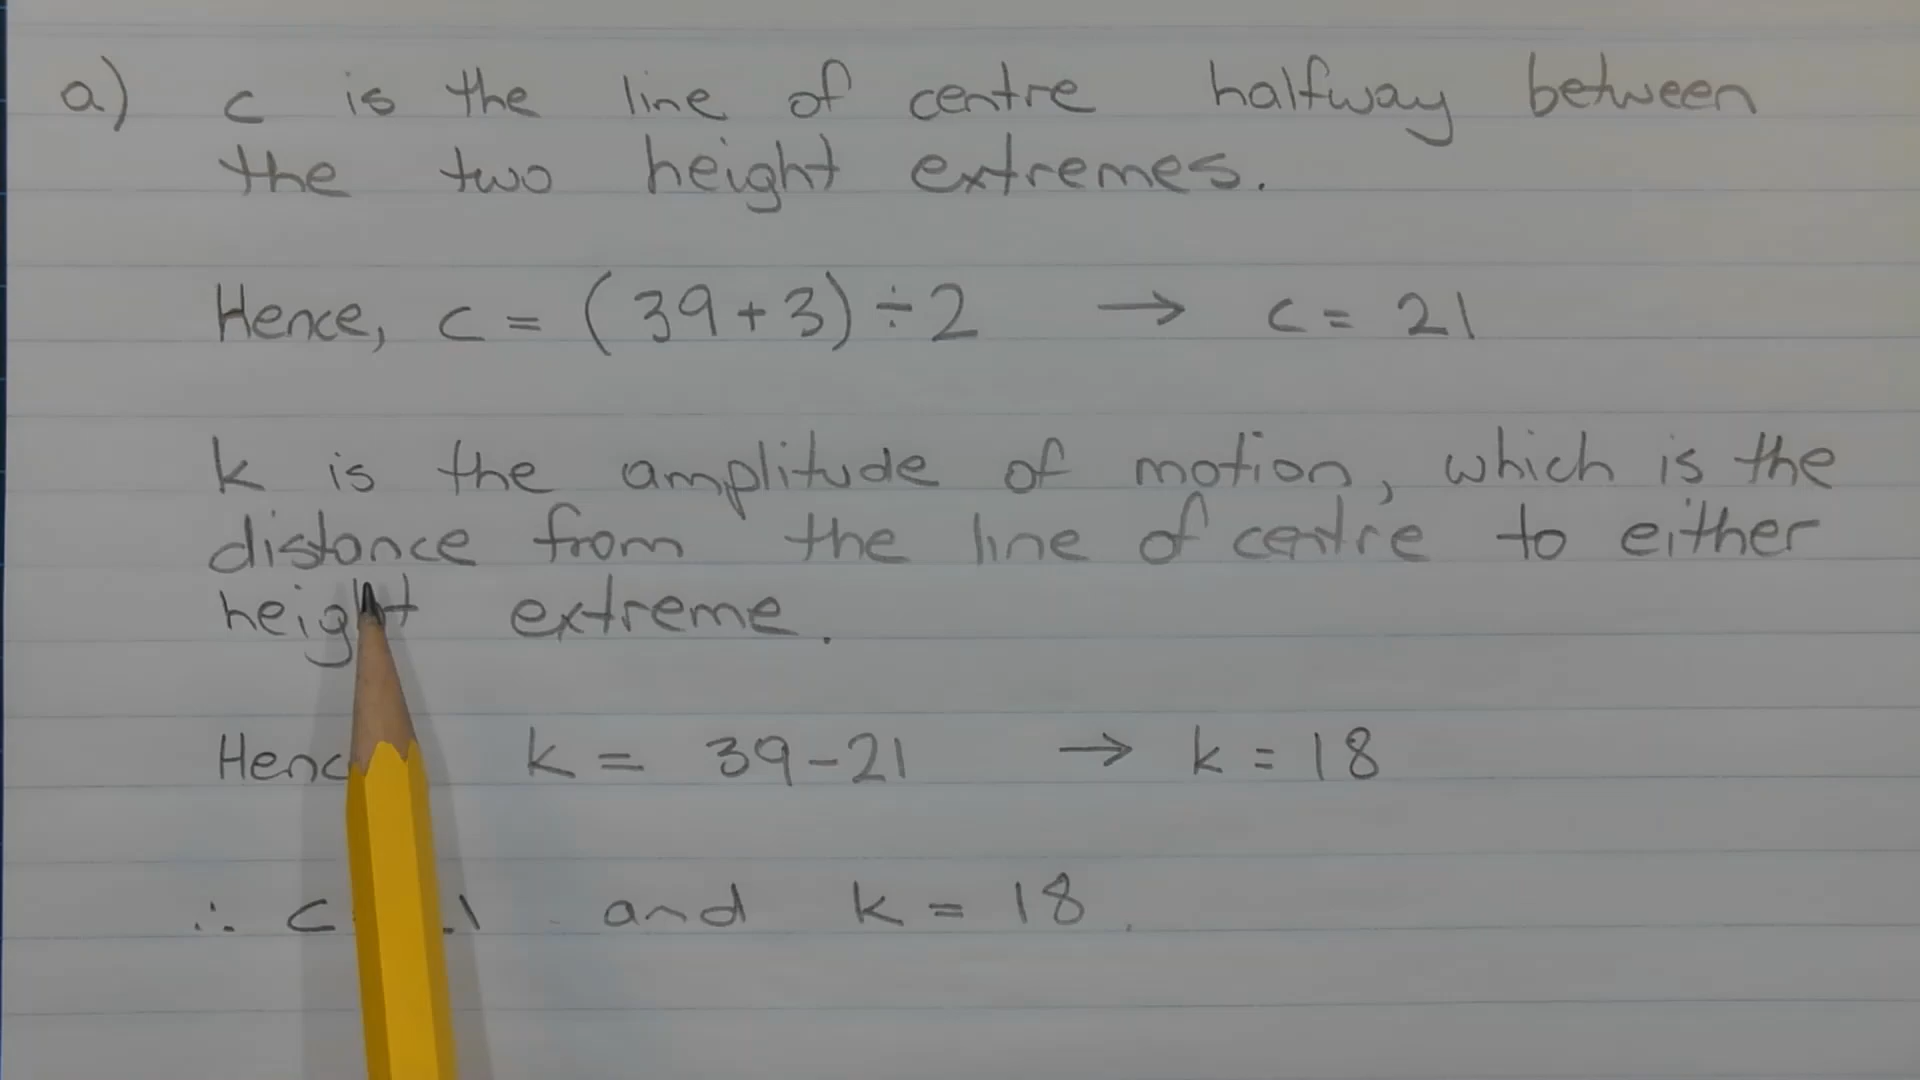 a) c is the line of centre halfway between
the two height extremes.
Hence, c = (39+3) ÷ 2 → c = 21
k is the amplitude of motion, which is the
distance from the line of centre to either
height extreme.
Henc k = 39-21 → k = 18
∴ c and k = 18.